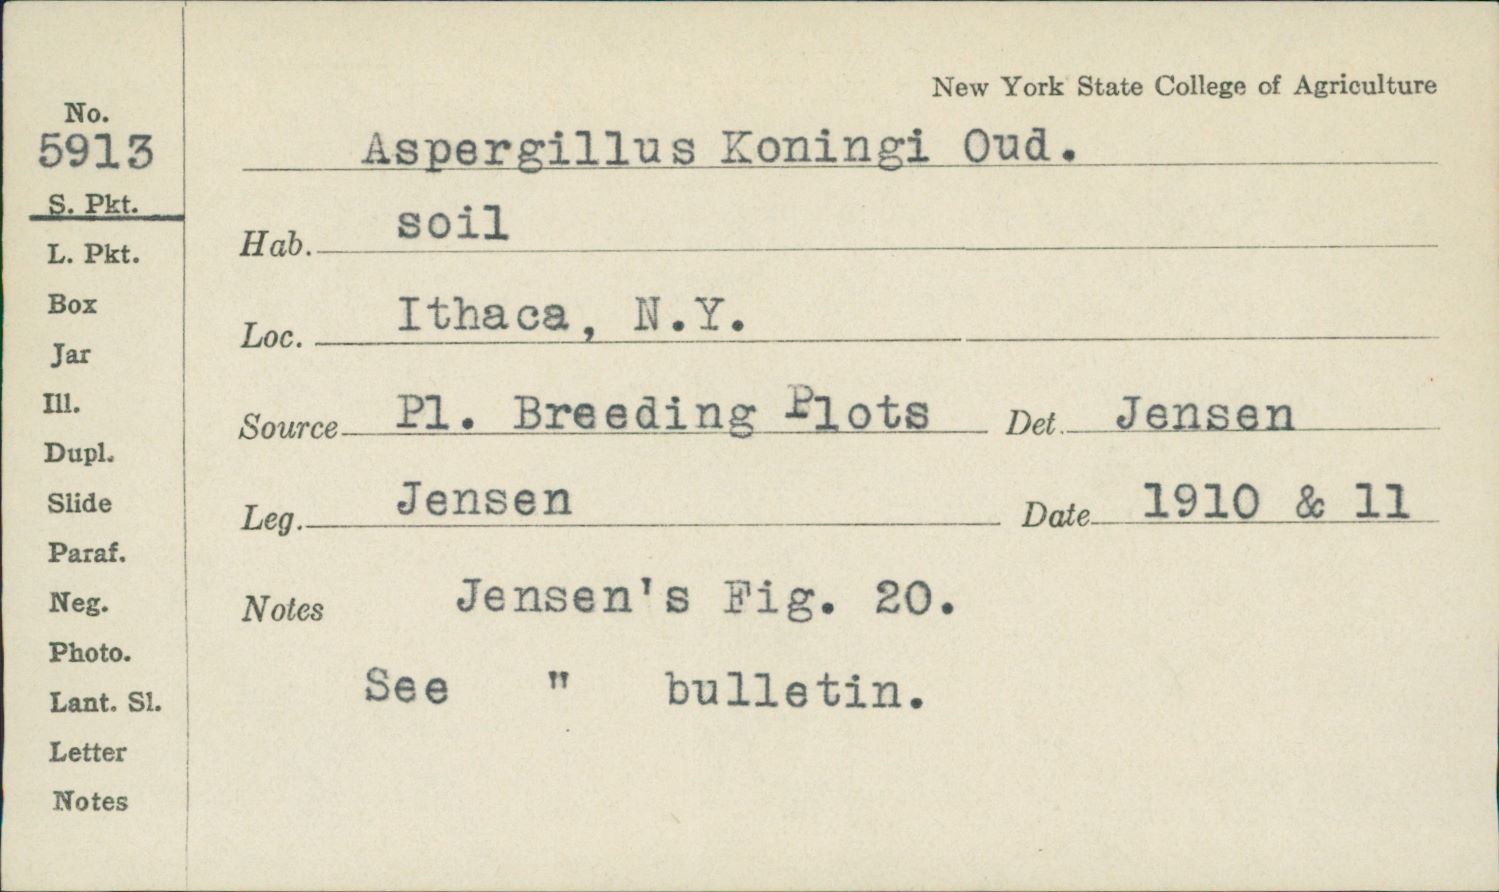 New York State College of Agriculture
No.
5913
S. Pkt.
L. Pkt.
Box
Jar
Ill.
Dupl.
Slide
Paraf.
Neg.
Photo.
Lant. Sl.
Letter
Notes
Aspergillus Koningi Oud.
Hab. soil
Loc. Ithaca, N.Y.
Source Pl. Breeding Plots Det. Jensen
Leg. Jensen Date 1910 & 11
Notes Jensen's Fig. 20.
See " bulletin.